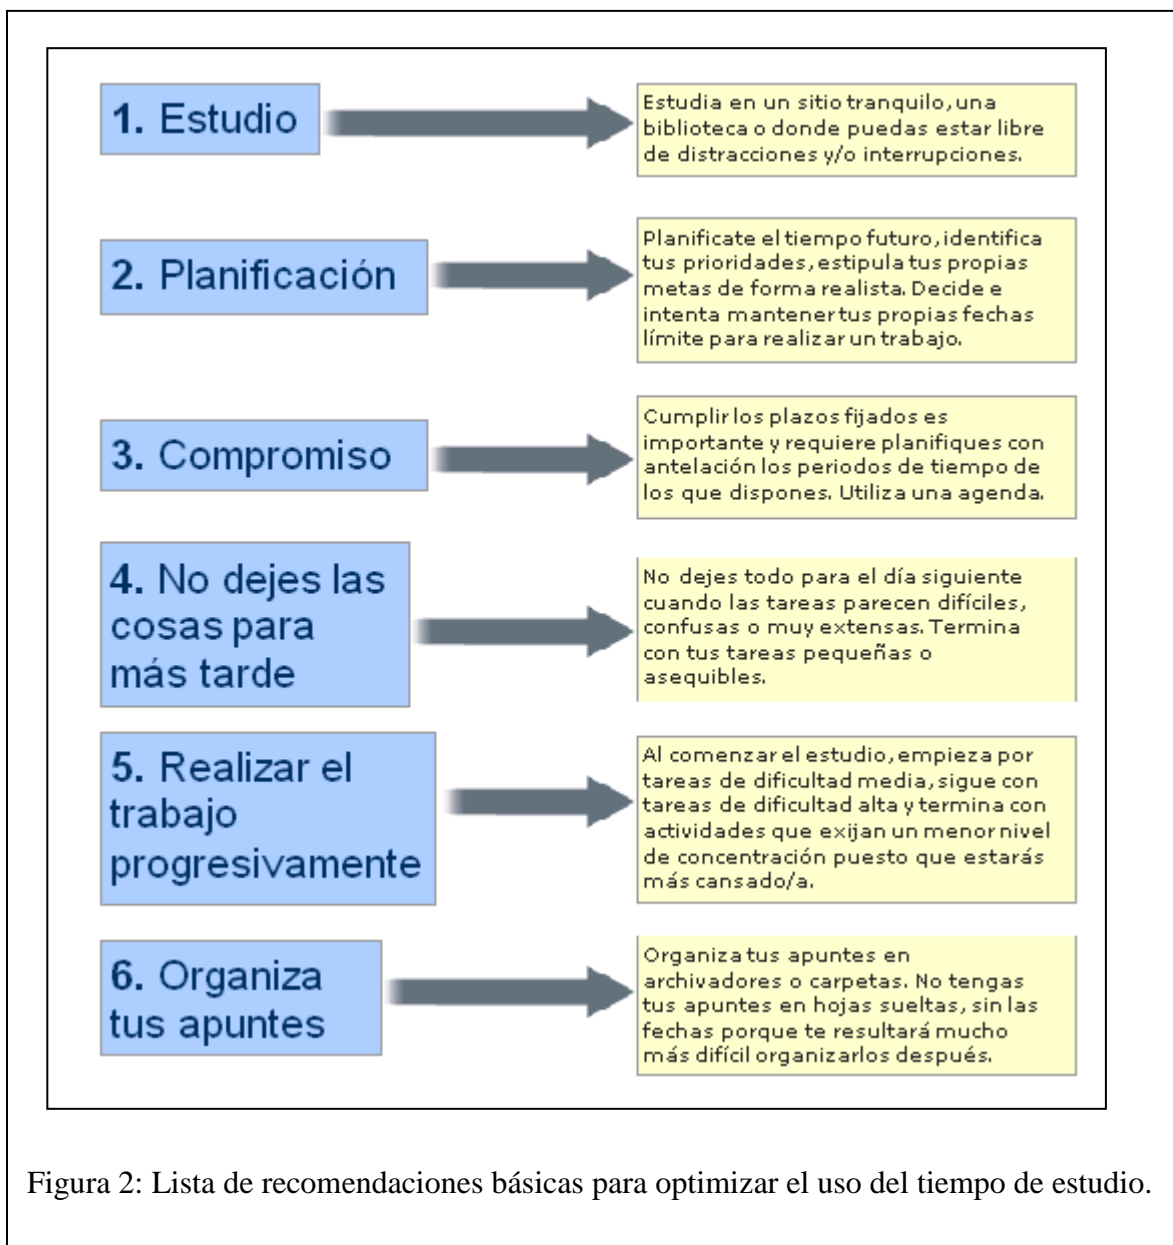 1. Estudio
Estudia en un sitio tranquilo, una
biblioteca o donde puedas estar libre
de distracciones y/o interrupciones.
2. Planificación
Planificate el tiempo futuro, identifica
tus prioridades, estipula tus propias
metas de forma realista. Decide e
intenta mantener tus propias fechas
límite para realizar un trabajo.
3. Compromiso
Cumplir los plazos fijados es
importante y requiere planifiques con
antelación los periodos de tiempo de
los que dispones. Utiliza una agenda.
4. No dejes las
cosas para
más tarde
No dejes todo para el día siguiente
cuando las tareas parecen difíciles,
confusas o muy extensas. Termina
con tus tareas pequeñas o
asequibles.
5. Realizar el
trabajo
progresivamente
Al comenzar el estudio, empieza por
tareas de dificultad media, sigue con
tareas de dificultad alta y termina con
actividades que exijan un menor nivel
de concentración puesto que estarás
más cansado/a.
6. Organiza
tus apuntes
Organiza tus apuntes en
archivadores o carpetas. No tengas
tus apuntes en hojas sueltas, sin las
fechas porque te resultará mucho
más difícil organizarlos después.
Figura 2: Lista de recomendaciones básicas para optimizar el uso del tiempo de estudio.